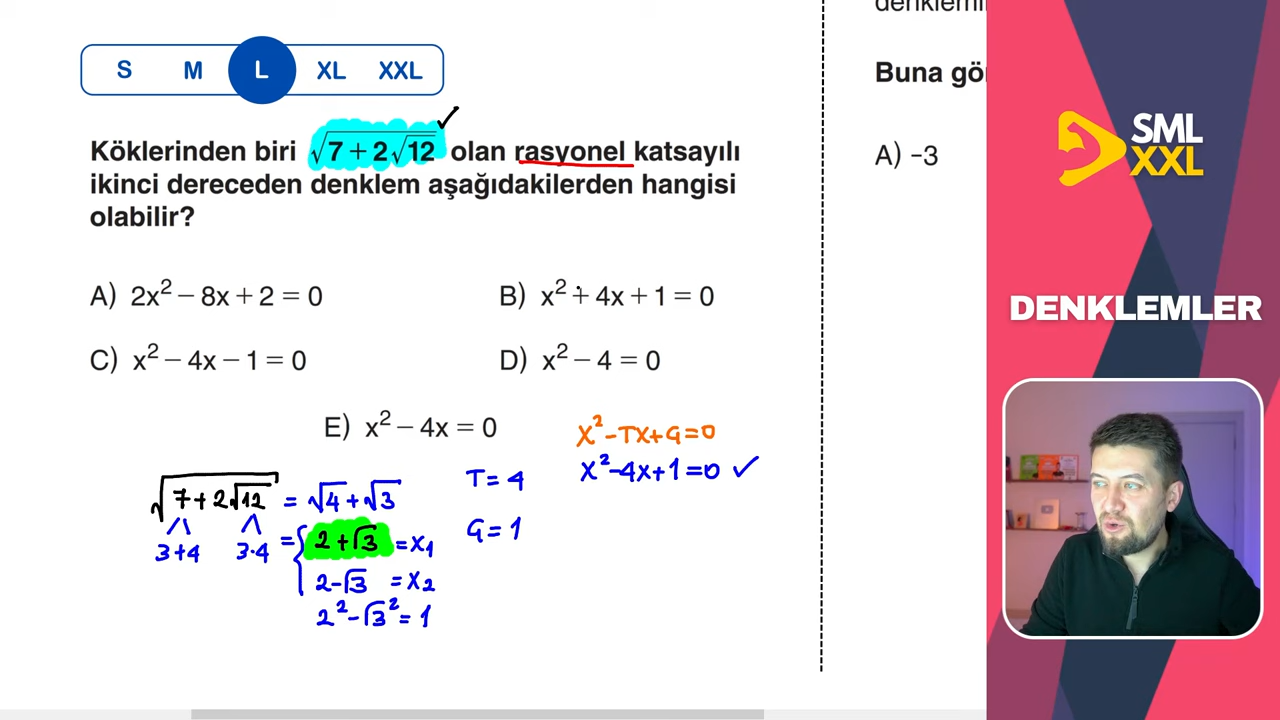 denklemi
S M L XL XXL
Köklerinden biri √7 + 2√12 olan rasyonel katsayılı
ikinci dereceden denklem aşağıdakilerden hangisi
olabilir?
A) 2x² − 8x + 2 = 0
B) x² + 4x + 1 = 0
C) x² − 4x − 1 = 0
D) x² − 4 = 0
E) x² − 4x = 0
√7 + 2√12 = √4 + √3
3+4 3·4
= { 2 + √3 = x₁
2 - √3 = x₂
2² - √3² = 1
T = 4
Ç = 1
x² - Tx + Ç = 0
x² - 4x + 1 = 0 ✓
Buna gö
A) −3
SML
XXL
DENKLEMLER